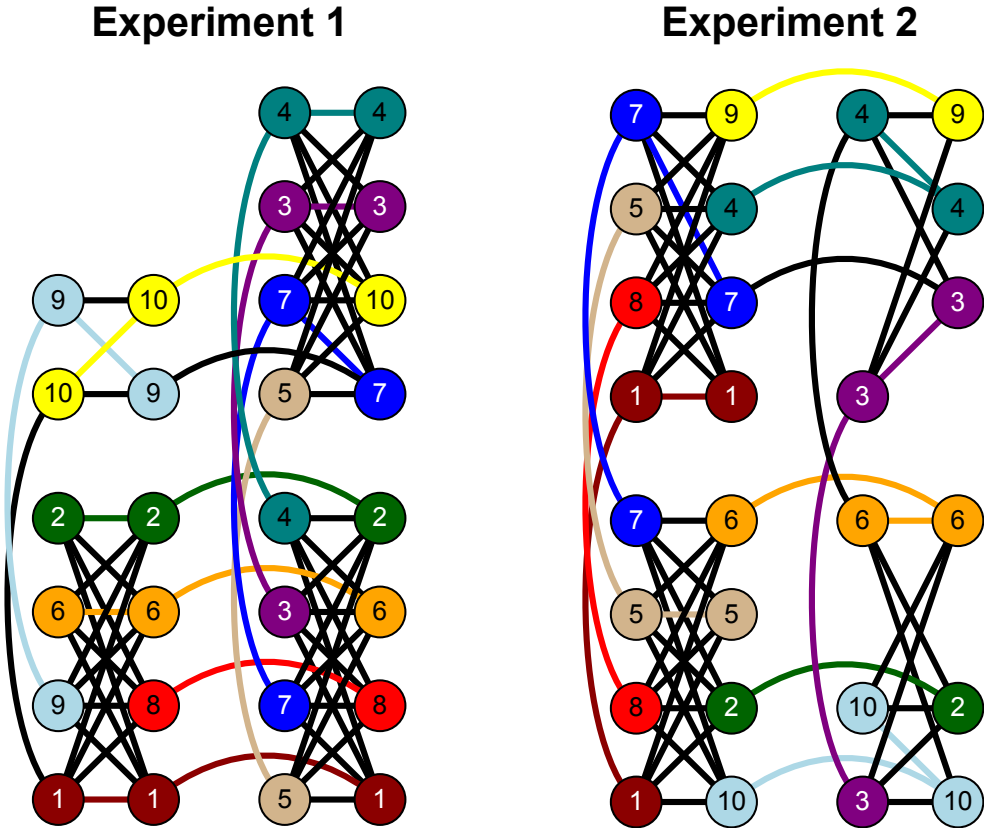 Experiment 1 Experiment 2
4 4 7 9 4 9
3 3 5 4 4
9 10 7 10 8 7 3
10 9 5 7 1 1 3
2 2 4 2 7 6 6 6
6 6 3 6 5 5
9 8 7 8 8 2 10 2
1 1 5 1 1 10 3 10